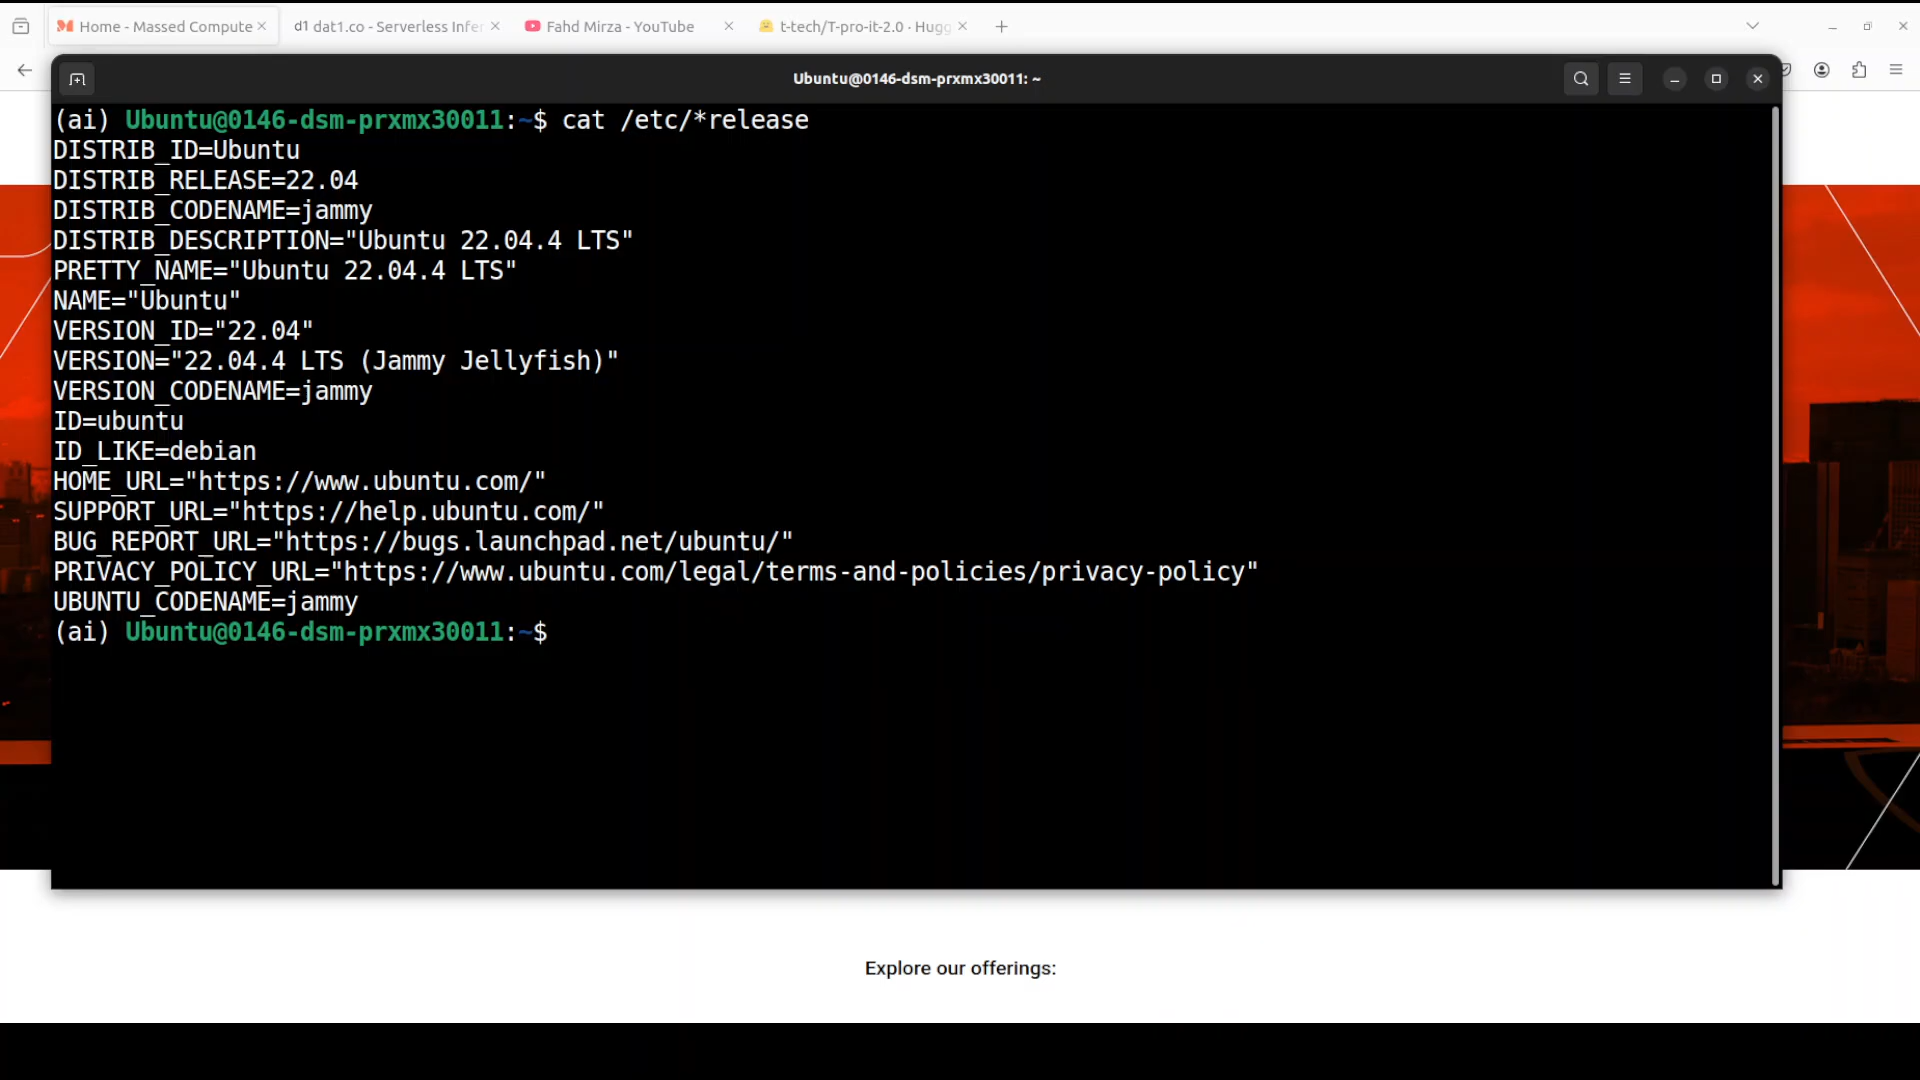 Home - Massed Compute
d1 dat1.co - Serverless Infer
Fahd Mirza - YouTube
t-tech/T-pro-it-2.0 · Hugg
Ubuntu@0146-dsm-prxmx30011: ~
(ai) Ubuntu@0146-dsm-prxmx30011:~$ cat /etc/*release
DISTRIB_ID=Ubuntu
DISTRIB_RELEASE=22.04
DISTRIB_CODENAME=jammy
DISTRIB_DESCRIPTION="Ubuntu 22.04.4 LTS"
PRETTY_NAME="Ubuntu 22.04.4 LTS"
NAME="Ubuntu"
VERSION_ID="22.04"
VERSION="22.04.4 LTS (Jammy Jellyfish)"
VERSION_CODENAME=jammy
ID=ubuntu
ID_LIKE=debian
HOME_URL="https://www.ubuntu.com/"
SUPPORT_URL="https://help.ubuntu.com/"
BUG_REPORT_URL="https://bugs.launchpad.net/ubuntu/"
PRIVACY_POLICY_URL="https://www.ubuntu.com/legal/terms-and-policies/privacy-policy"
UBUNTU_CODENAME=jammy
(ai) Ubuntu@0146-dsm-prxmx30011:~$
Explore our offerings: